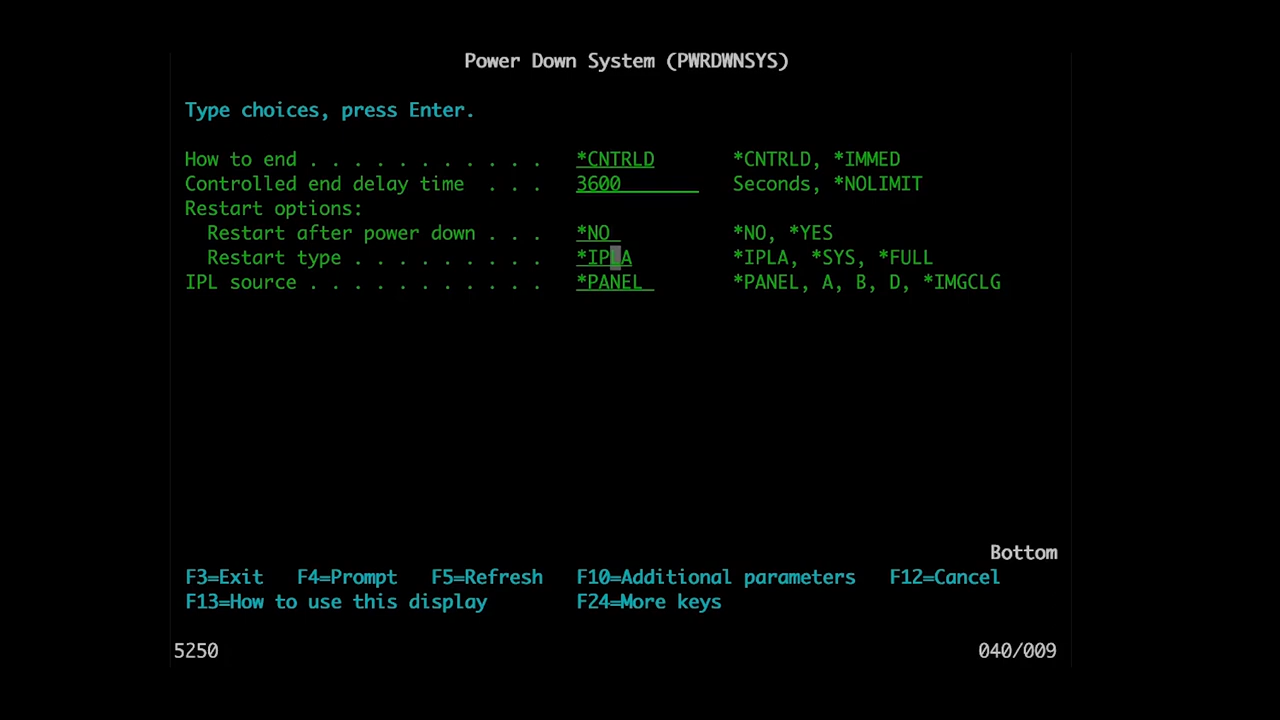 Power Down System (PWRDWNSYS)
Type choices, press Enter.
How to end . . . . . . . . . . . *CNTRLD *CNTRLD, *IMMED
Controlled end delay time . . . 3600 Seconds, *NOLIMIT
Restart options:
Restart after power down . . . *NO *NO, *YES
Restart type . . . . . . . . . *IPLA *IPLA, *SYS, *FULL
IPL source . . . . . . . . . . . *PANEL *PANEL, A, B, D, *IMGCLG
Bottom
F3=Exit F4=Prompt F5=Refresh F10=Additional parameters F12=Cancel
F13=How to use this display F24=More keys
5250 040/009